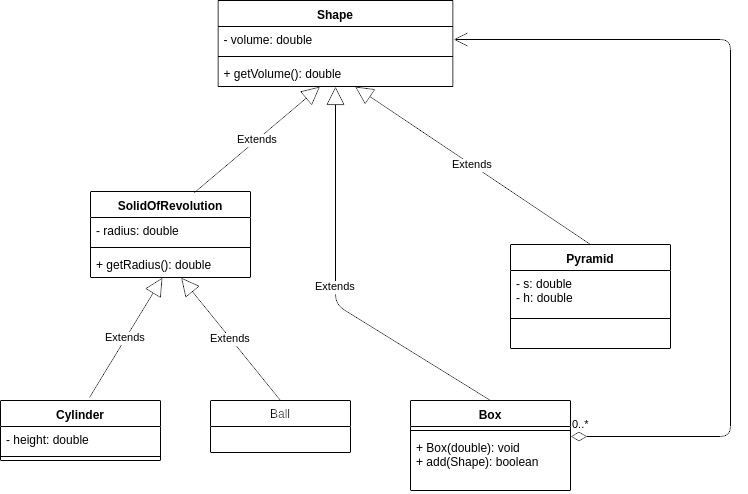 Shape
- volume: double
+ getVolume(): double
Extends
Extends
SolidOfRevolution
- radius: double
+ getRadius(): double
Pyramid
- s: double
- h: double
Extends
Extends
Extends
Cylinder
- height: double
Ball
Box
+ Box(double): void
+ add(Shape): boolean
0..*